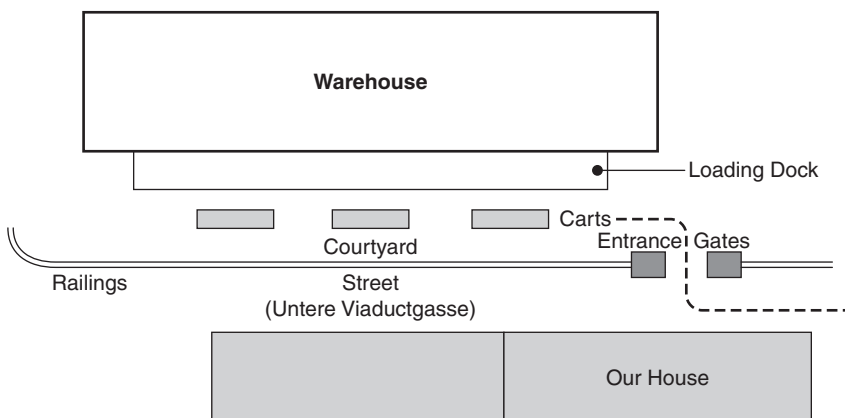 Warehouse
Loading Dock
Carts
Courtyard
Entrance Gates
Railings
Street
(Untere Viaductgasse)
Our House